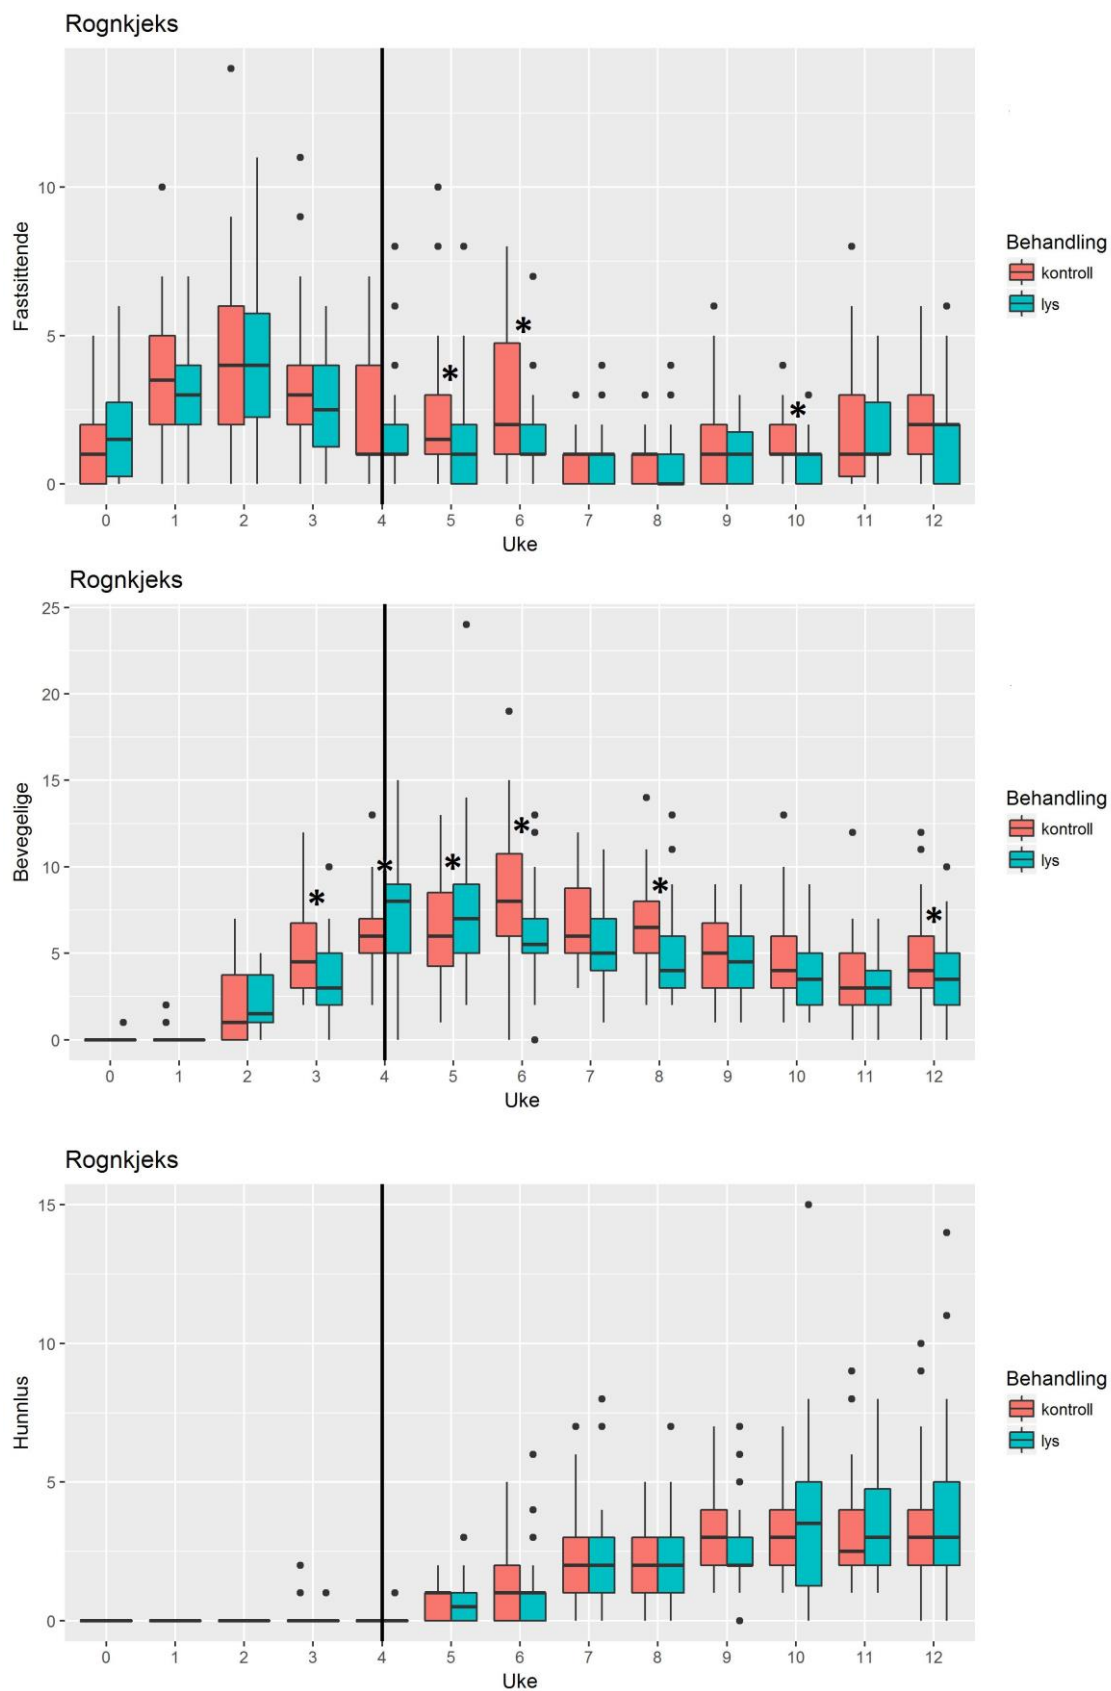 Rognkjeks
10
5
0
Fastsittende
0 1 2 3 4 5 6 7 8 9 10 11 12
Uke
* * *
Behandling
kontroll
lys
Rognkjeks
25
20
15
10
5
0
Bevegelige
0 1 2 3 4 5 6 7 8 9 10 11 12
Uke
* * * * * *
Behandling
kontroll
lys
Rognkjeks
15
10
5
0
Hunnlus
0 1 2 3 4 5 6 7 8 9 10 11 12
Uke
Behandling
kontroll
lys